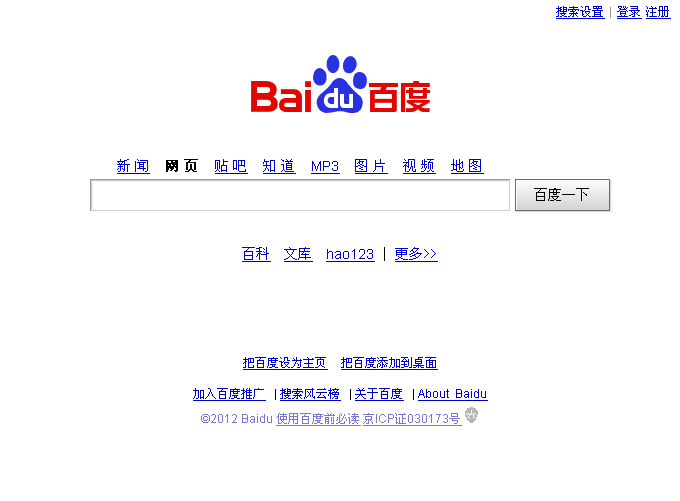 搜索设置 | 登录 注册
Bai du 百度
新 闻 网 页 贴 吧 知 道 MP3 图 片 视 频 地 图
百度一下
百科 文库 hao123 | 更多>>
把百度设为主页 把百度添加到桌面
加入百度推广 | 搜索风云榜 | 关于百度 | About Baidu
©2012 Baidu 使用百度前必读 京ICP证030173号